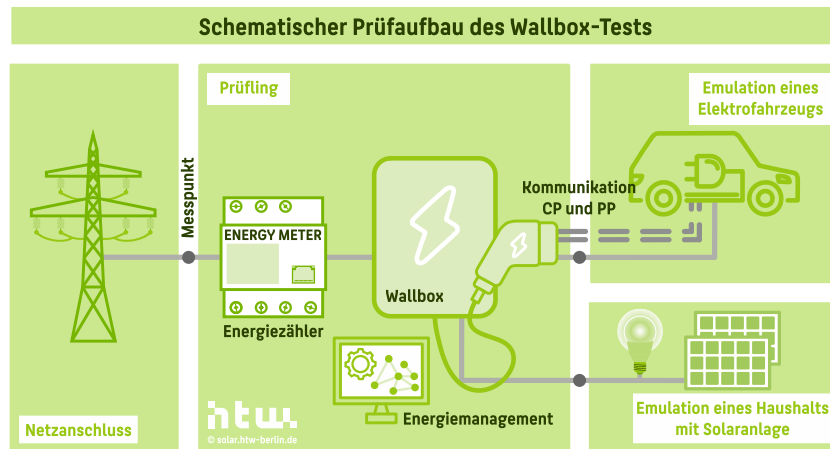 Schematischer Prüfaufbau des Wallbox-Tests
Prüfling
Emulation eines
Elektrofahrzeugs
Messpunkt
Kommunikation
CP und PP
ENERGY METER
Wallbox
Energiezähler
Energiemanagement
Emulation eines Haushalts
mit Solaranlage
Netzanschluss
htw.
© solar.htw-berlin.de